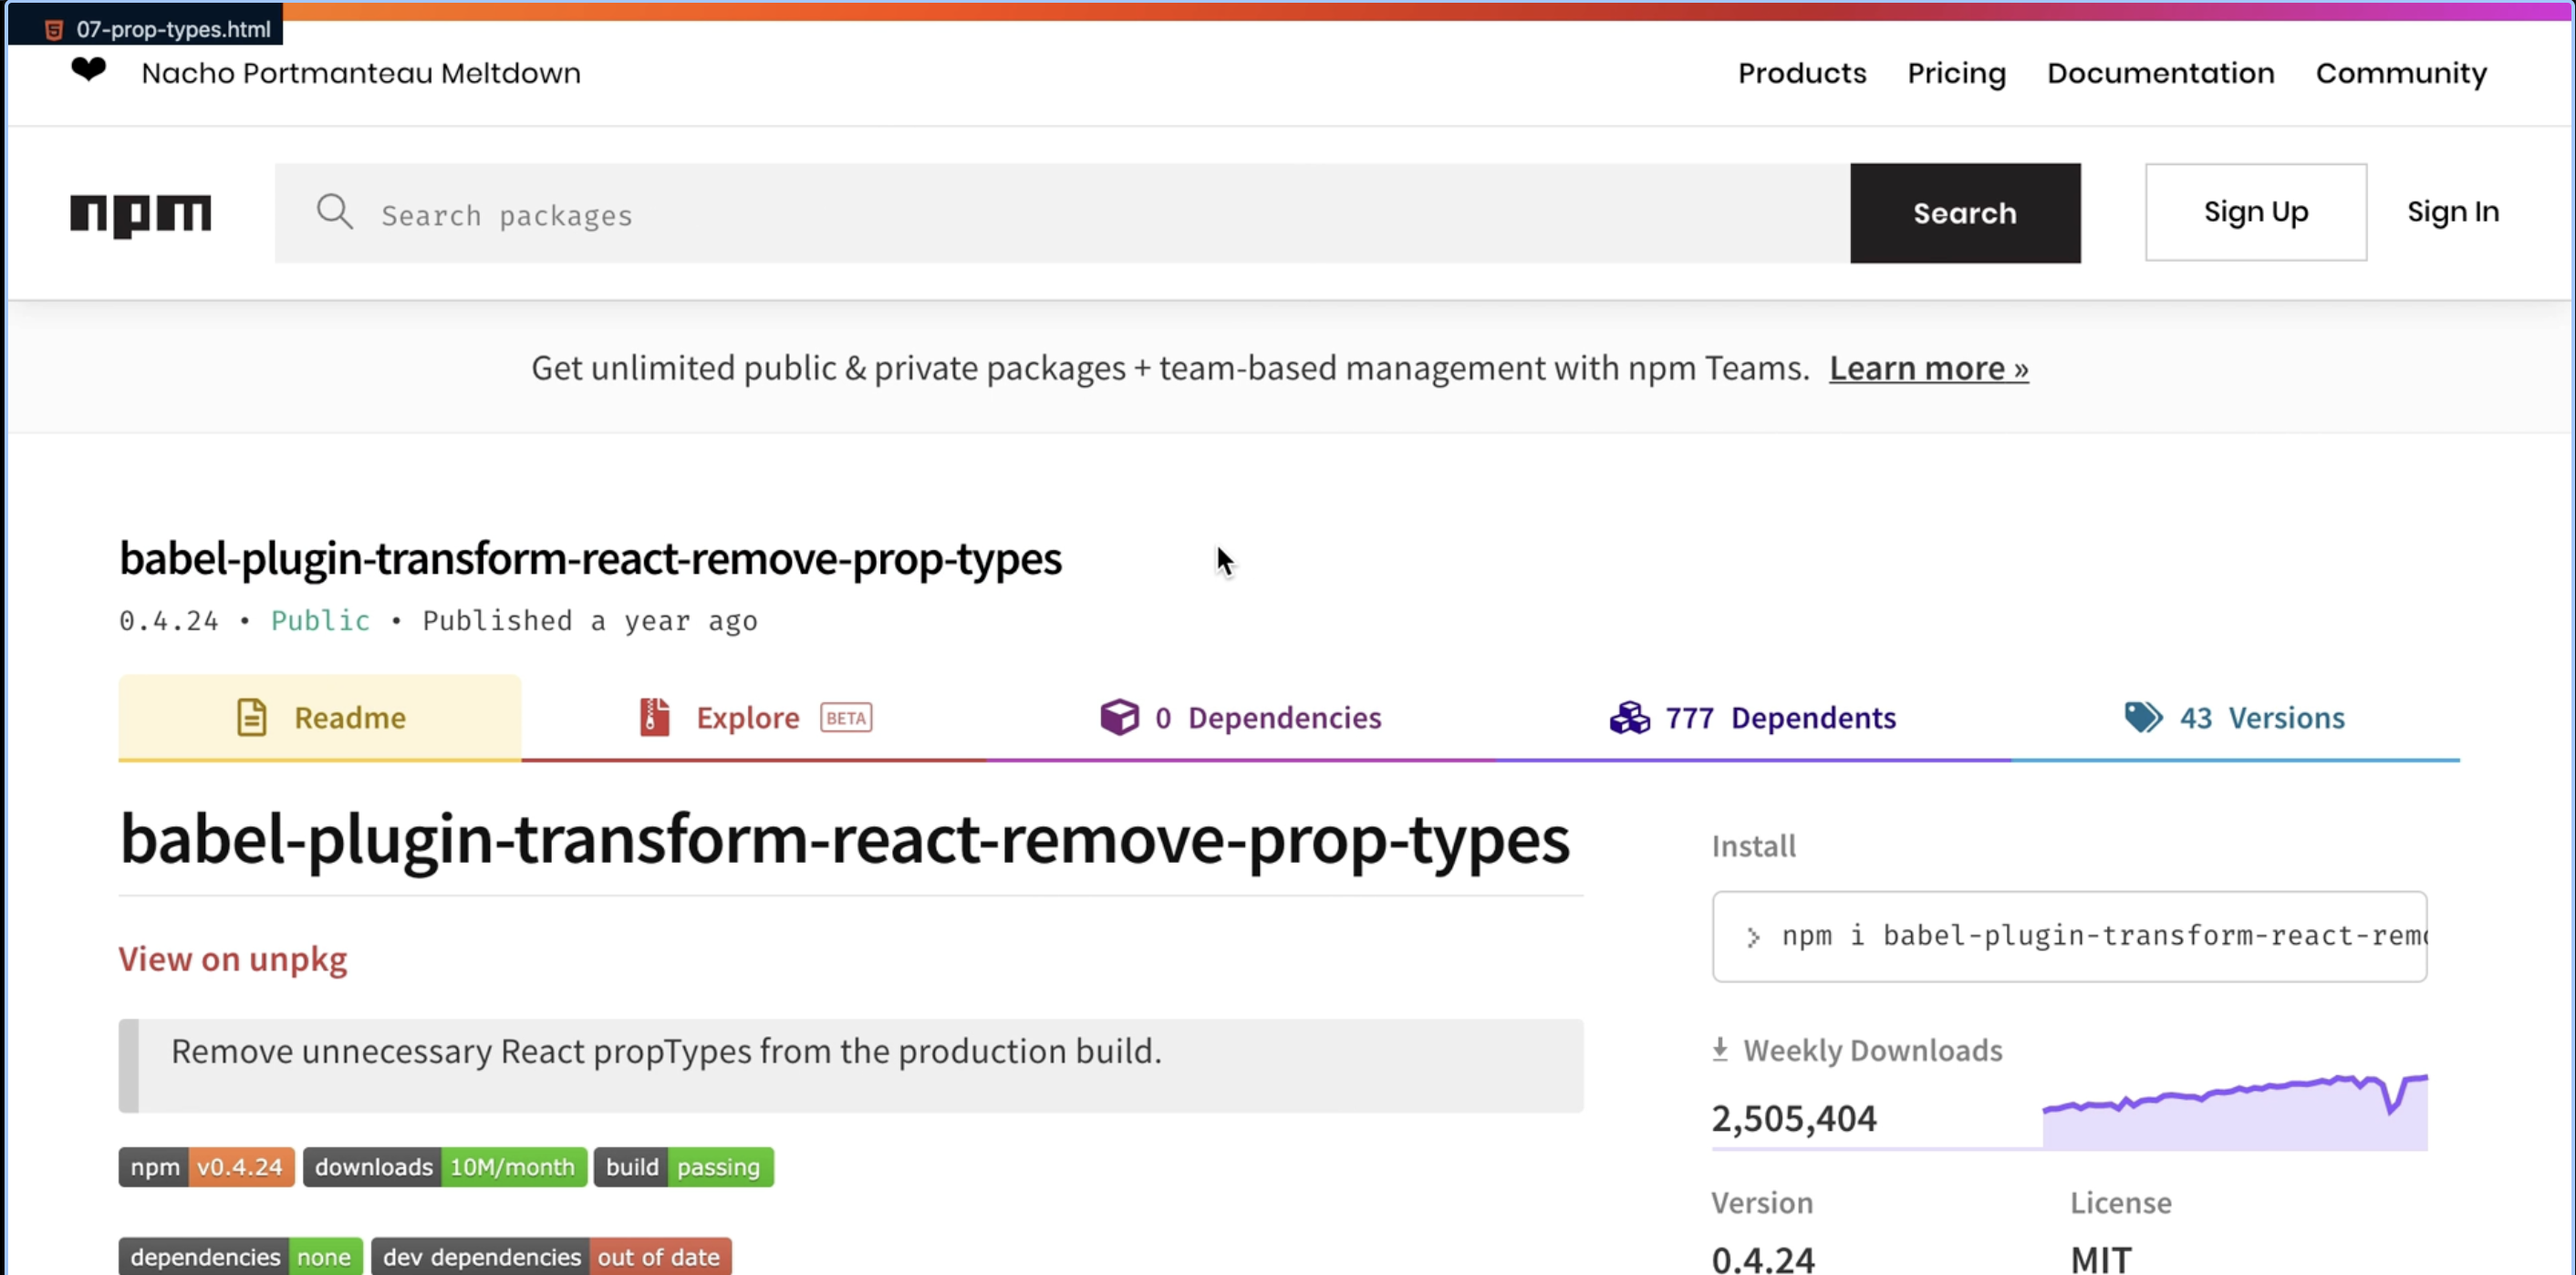 07-prop-types.html
Nacho Portmanteau Meltdown
Products Pricing Documentation Community
npm
Search packages
Search
Sign Up
Sign In
Get unlimited public & private packages + team-based management with npm Teams. Learn more »
babel-plugin-transform-react-remove-prop-types
0.4.24 • Public • Published a year ago
Readme
Explore BETA
0 Dependencies
777 Dependents
43 Versions
babel-plugin-transform-react-remove-prop-types
View on unpkg
Remove unnecessary React propTypes from the production build.
npm v0.4.24 downloads 10M/month build passing
dependencies none dev dependencies out of date
Install
npm i babel-plugin-transform-react-remo
Weekly Downloads
2,505,404
Version
0.4.24
License
MIT